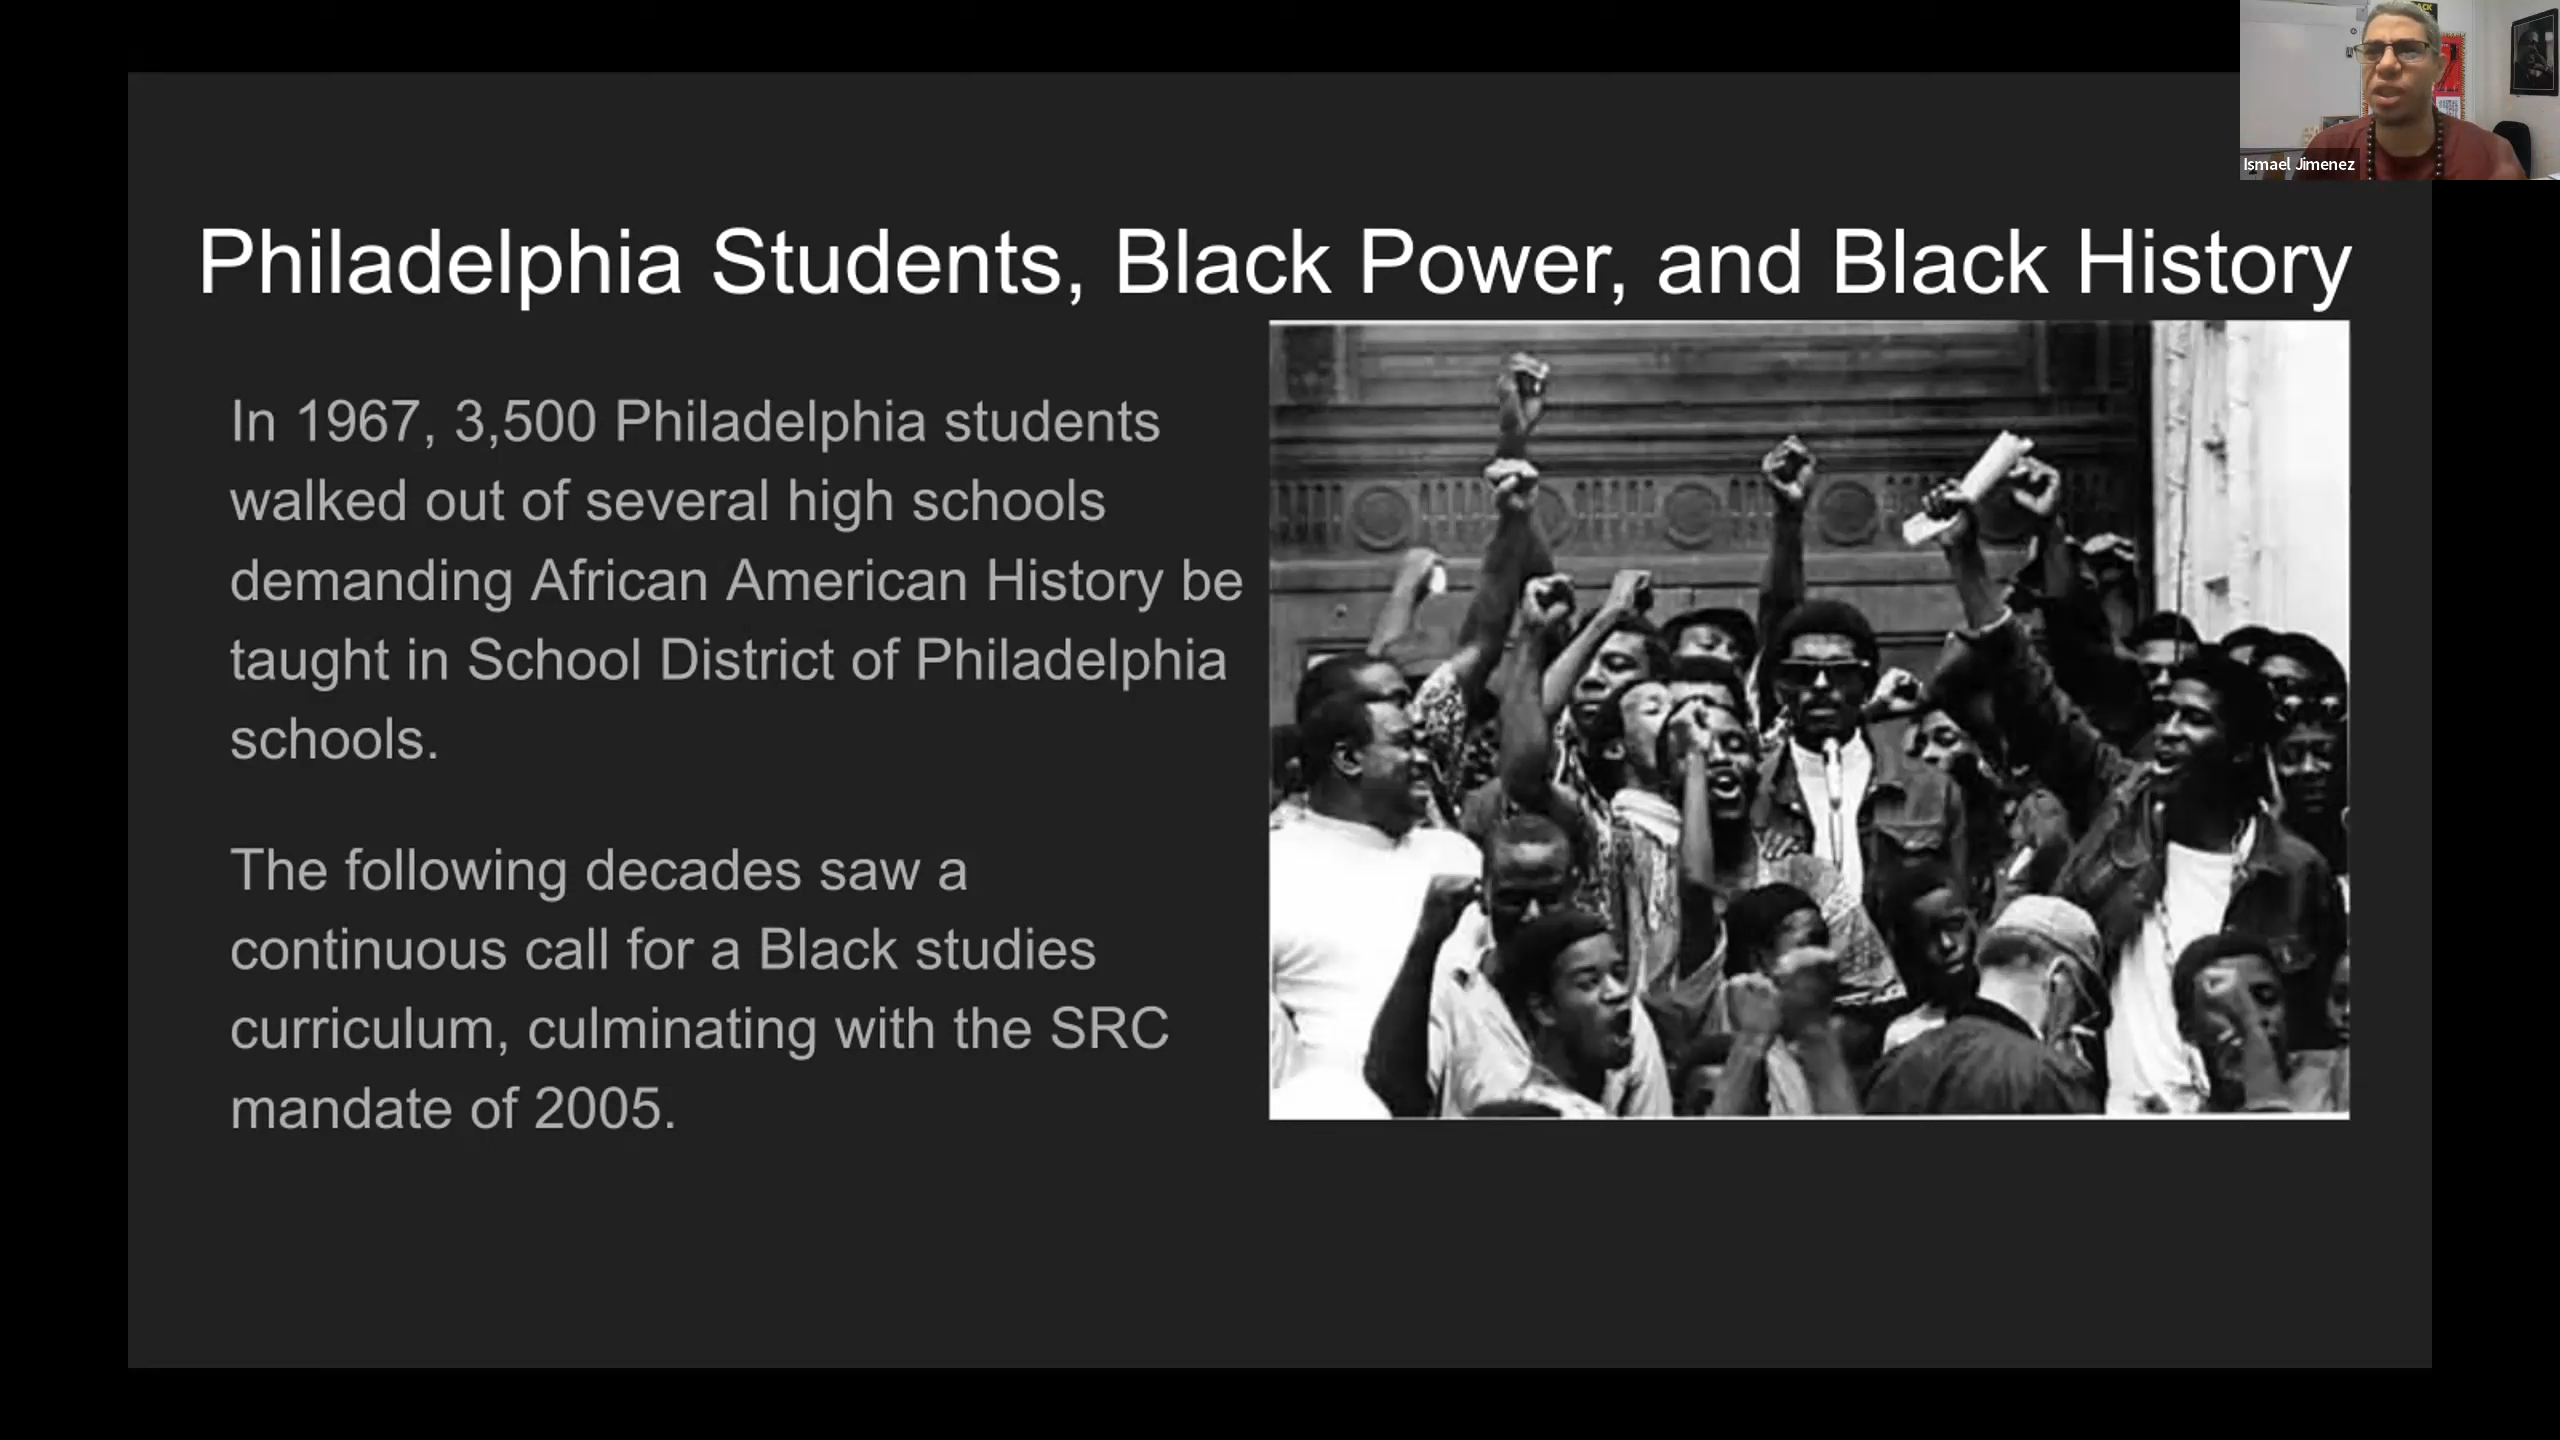 Philadelphia Students, Black Power, and Black History
In 1967, 3,500 Philadelphia students
walked out of several high schools
demanding African American History be
taught in School District of Philadelphia
schools.
The following decades saw a
continuous call for a Black studies
curriculum, culminating with the SRC
mandate of 2005.
Ismael Jimenez